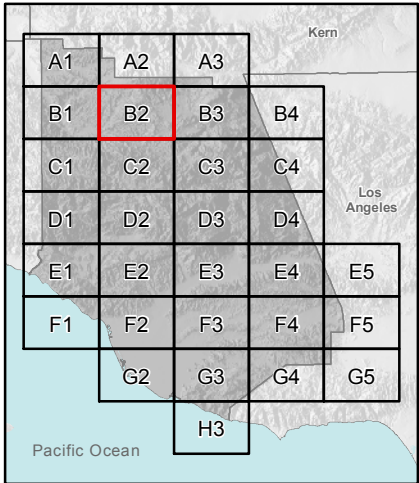 Kern
A1 A2 A3
B1 B2 B3 B4
C1 C2 C3 C4
Los
Angeles
D1 D2 D3 D4
E1 E2 E3 E4 E5
F1 F2 F3 F4 F5
G2 G3 G4 G5
H3
Pacific Ocean